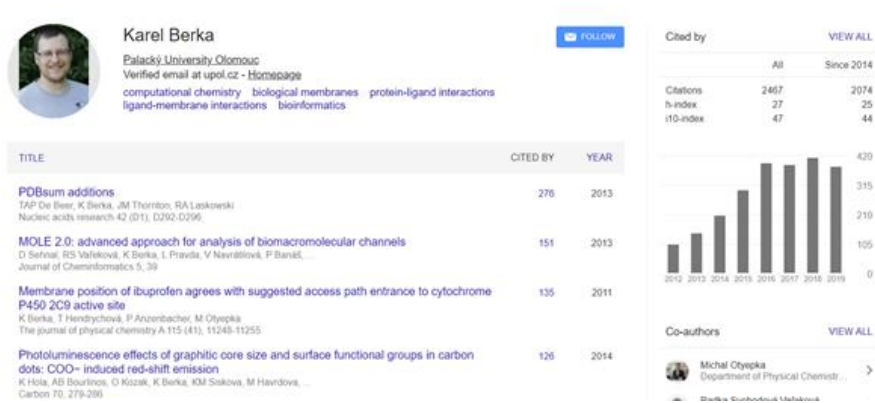 Karel Berka
FOLLOW
Palacký University Olomouc
Verified email at upol.cz - Homepage
computational chemistry biological membranes protein-ligand interactions
ligand-membrane interactions bioinformatics
TITLE CITED BY YEAR
PDBsum additions 276 2013
TAP De Beer, K Berka, JM Thornton, RA Laskowski
Nucleic acids research 42 (D1), D292-D296
MOLE 2.0: advanced approach for analysis of biomacromolecular channels 151 2013
D Sehnal, RS Vařeková, K Berka, L Pravda, V Navrátilová, P Banáš, ...
Journal of Cheminformatics 5, 39
Membrane position of ibuprofen agrees with suggested access path entrance to cytochrome 135 2011
P450 2C9 active site
K Berka, T Hendrychová, P Anzenbacher, M Otyepka
The journal of physical chemistry A 115 (41), 11248-11255
Photoluminescence effects of graphitic core size and surface functional groups in carbon 126 2014
dots: COO− induced red-shift emission
K Hola, AB Bourlinos, O Kozak, K Berka, KM Siskova, M Havrdova, ...
Carbon 70, 279-286
Cited by VIEW ALL
All Since 2014
Citations 2467 2074
h-index 27 25
i10-index 47 44
420
315
210
105
0
2012 2013 2014 2015 2016 2017 2018 2019
Co-authors VIEW ALL
Michal Otyepka
Department of Physical Chemistr...
Radka Svobodová Vařeková